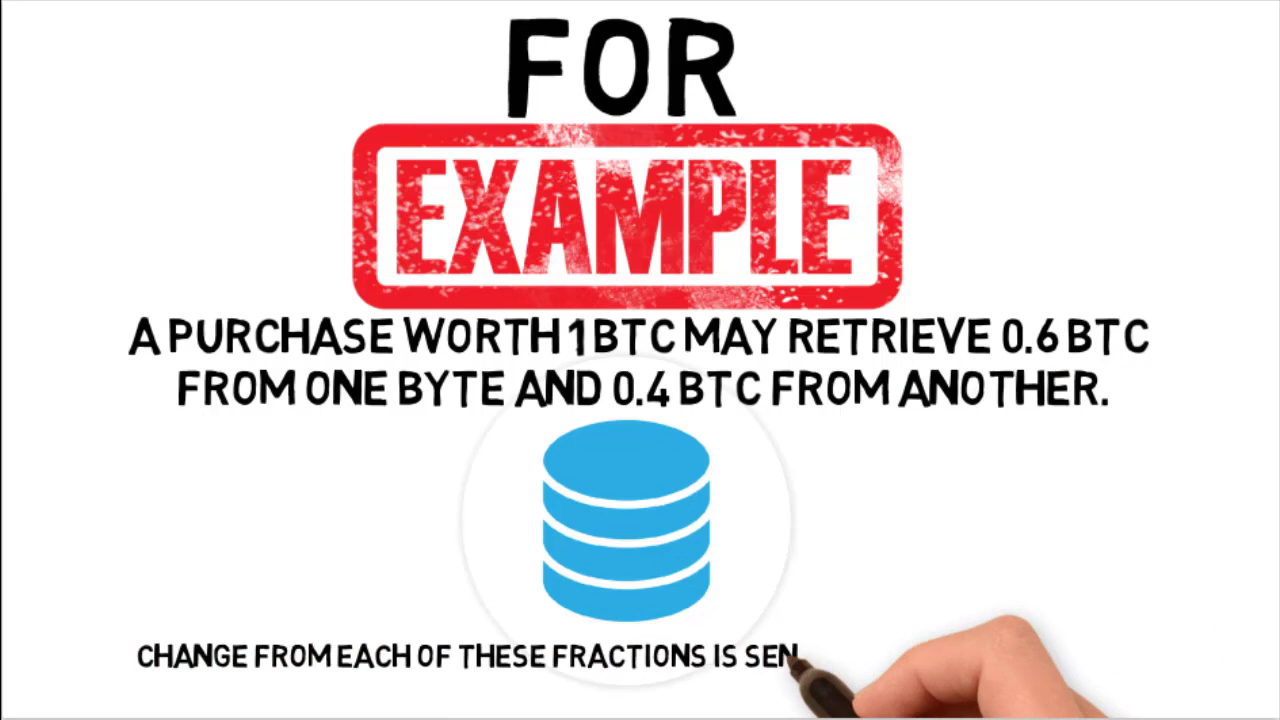 FOR
EXAMPLE
A PURCHASE WORTH 1 BTC MAY RETRIEVE 0.6 BTC
FROM ONE BYTE AND 0.4 BTC FROM ANOTHER.
CHANGE FROM EACH OF THESE FRACTIONS IS SEN